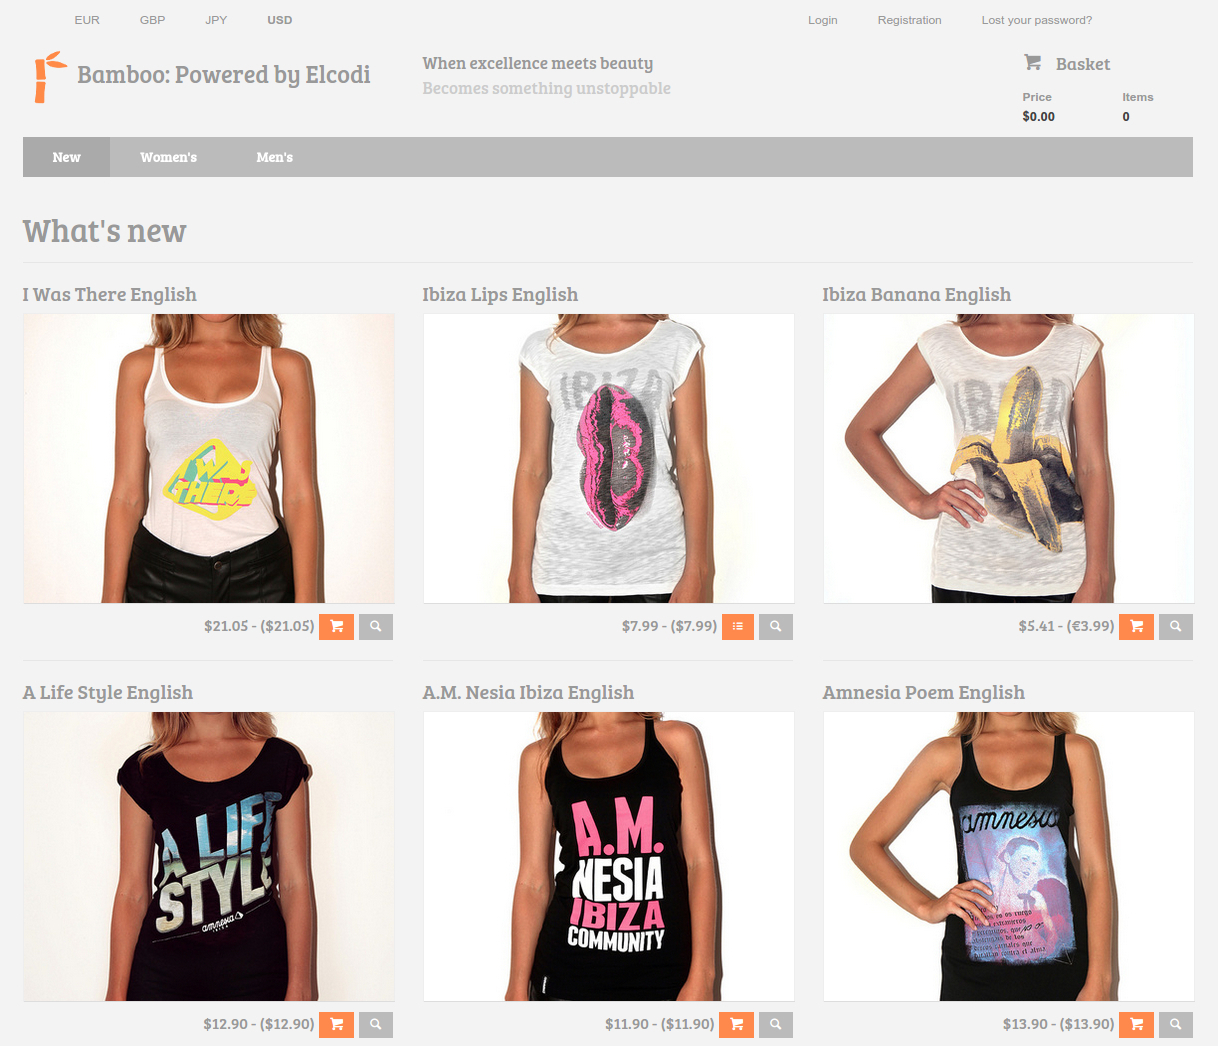 EUR GBP JPY USD Login Registration Lost your password?
Bamboo: Powered by Elcodi
When excellence meets beauty
Becomes something unstoppable
Basket
Price Items
$0.00 0
New Women's Men's
What's new
I Was There English
Ibiza Lips English
Ibiza Banana English
I WAS
THERE
IBIZA
$21.05 - ($21.05)
$7.99 - ($7.99)
$5.41 - (€3.99)
A Life Style English
A.M. Nesia Ibiza English
Amnesia Poem English
A LIFE
STYLE
amnesia
A.M.
NESIA
IBIZA
COMMUNITY
amnesia
$12.90 - ($12.90)
$11.90 - ($11.90)
$13.90 - ($13.90)